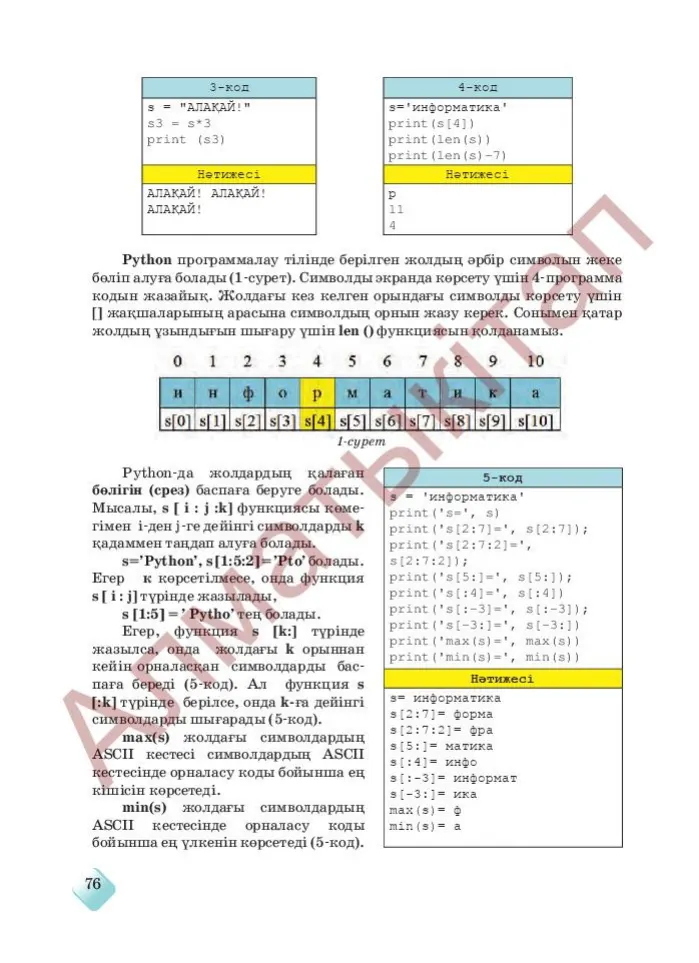 3-код
s = "АЛАҚАЙ!"
s3 = s*3
print (s3)
Нәтижесі
АЛАҚАЙ! АЛАҚАЙ!
АЛАҚАЙ!
4-код
s='информатика'
print(s[4])
print(len(s))
print(len(s)-7)
Нәтижесі
р
11
4
Python программалау тілінде берілген жолдың әрбір символын жеке
бөліп алуға болады (1-сурет). Символды экранда көрсету үшін 4-программа
кодын жазайық. Жолдағы кез келген орындағы символды көрсету үшін
[] жақшаларының арасына символдың орнын жазу керек. Сонымен қатар
жолдың ұзындығын шығару үшін len () функциясын қолданамыз.
0 1 2 3 4 5 6 7 8 9 10
и н ф о р м а т и к а
s[0] s[1] s[2] s[3] s[4] s[5] s[6] s[7] s[8] s[9] s[10]
1-сурет
Python-да жолдардың қалаған
бөлігін (срез) баспаға беруге болады.
Мысалы, s [ i : j :k] функциясы көме-
гімен i-ден j-ге дейінгі символдарды k
қадаммен таңдап алуға болады.
s='Python', s[1:5:2]='Pto' болады.
Егер к көрсетілмесе, онда функция
s [ i : j] түрінде жазылады,
s [1:5] = ' Pytho' тең болады.
Егер, функция s [k:] түрінде
жазылса, онда жолдағы k орыннан
кейін орналасқан символдарды бас-
паға береді (5-код). Ал функция s
[:k] түрінде берілсе, онда k-ға дейінгі
символдарды шығарады (5-код).
max(s) жолдағы символдардың
ASCII кестесі символдардың ASCII
кестесінде орналасу коды бойынша ең
кішісін көрсетеді.
min(s) жолдағы символдардың
ASCII кестесінде орналасу коды
бойынша ең үлкенін көрсетеді (5-код).
5-код
s = 'информатика'
print('s=', s)
print('s[2:7]=', s[2:7]);
print('s[2:7:2]=',
s[2:7:2]);
print('s[5:]=', s[5:]);
print('s[:4]=', s[:4])
print('s[:-3]=', s[:-3]);
print('s[-3:]=', s[-3:])
print('max(s)=', max(s))
print('min(s)=', min(s))
Нәтижесі
s= информатика
s[2:7]= форма
s[2:7:2]= фра
s[5:]= матика
s[:4]= инфо
s[:-3]= информат
s[-3:]= ика
max(s)= ф
min(s)= а
76
Алматыкітап